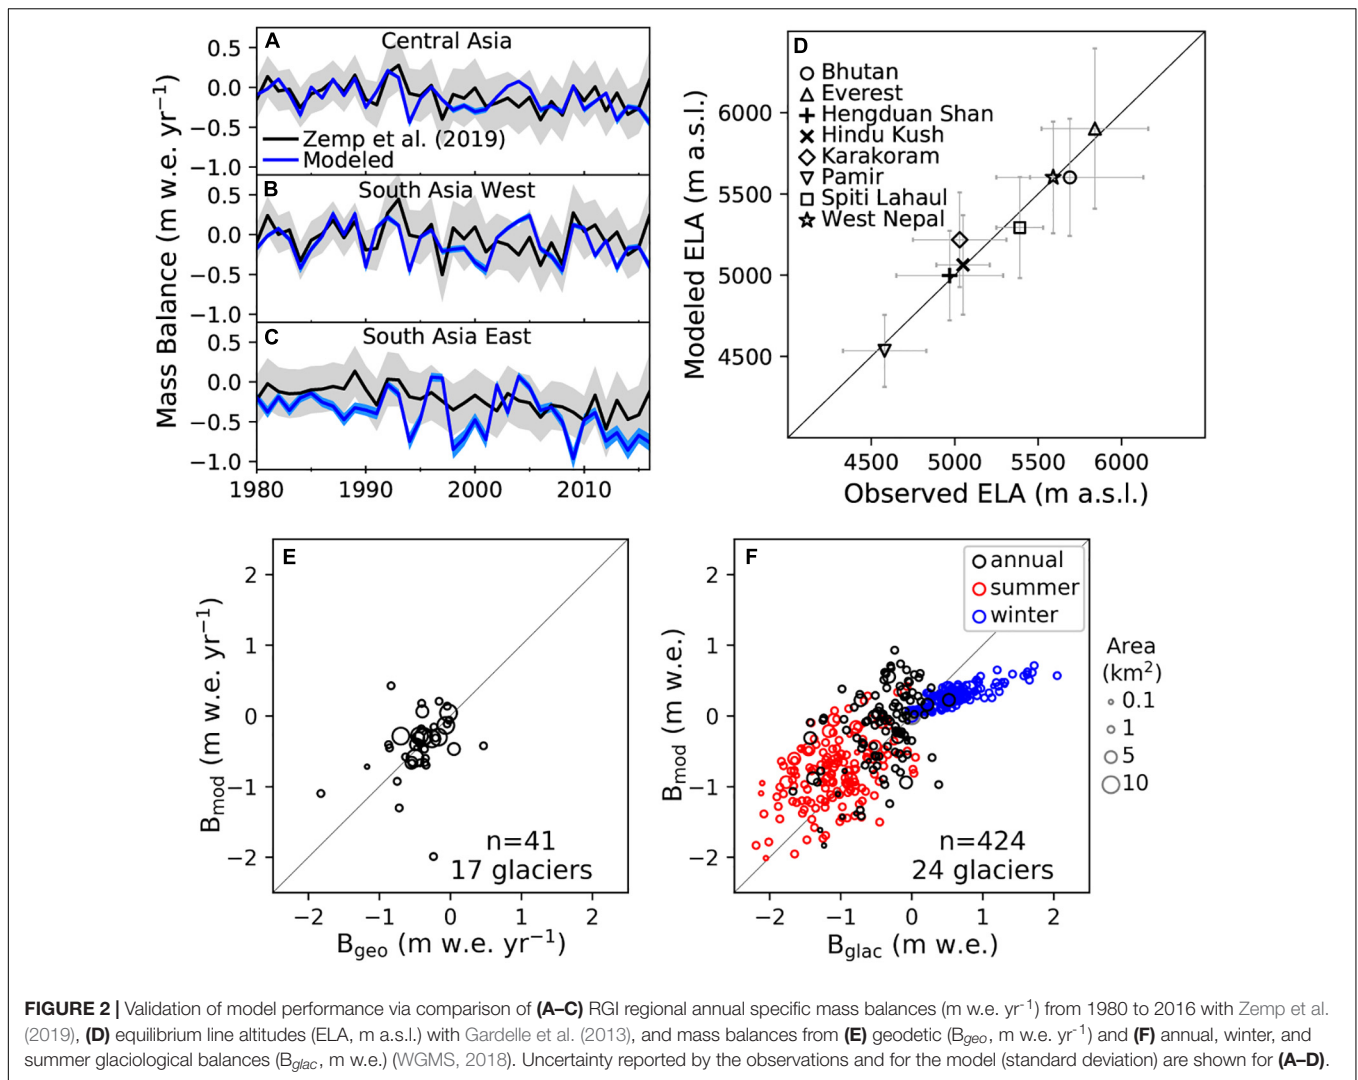 A
Central Asia
0.5
0.0
−0.5
−1.0
Zemp et al. (2019)
Modeled
B
South Asia West
0.5
0.0
−0.5
−1.0
C
South Asia East
0.5
0.0
−0.5
−1.0
Mass Balance (m w.e. yr−1)
1980 1990 2000 2010
D
Bhutan
Everest
Hengduan Shan
Hindu Kush
Karakoram
Pamir
Spiti Lahaul
West Nepal
6000
5500
5000
4500
Modeled ELA (m a.s.l.)
4500 5000 5500 6000
Observed ELA (m a.s.l.)
E
2
1
0
−1
−2
Bmod (m w.e. yr−1)
n=41
17 glaciers
−2 −1 0 1 2
Bgeo (m w.e. yr−1)
F
annual
summer
winter
2
1
0
−1
−2
Bmod (m w.e.)
n=424
24 glaciers
−2 −1 0 1 2
Bglac (m w.e.)
Area
(km2)
0.1
1
5
10
FIGURE 2 | Validation of model performance via comparison of (A–C) RGI regional annual specific mass balances (m w.e. yr-1) from 1980 to 2016 with Zemp et al.
(2019), (D) equilibrium line altitudes (ELA, m a.s.l.) with Gardelle et al. (2013), and mass balances from (E) geodetic (Bgeo, m w.e. yr-1) and (F) annual, winter, and
summer glaciological balances (Bglac, m w.e.) (WGMS, 2018). Uncertainty reported by the observations and for the model (standard deviation) are shown for (A–D).